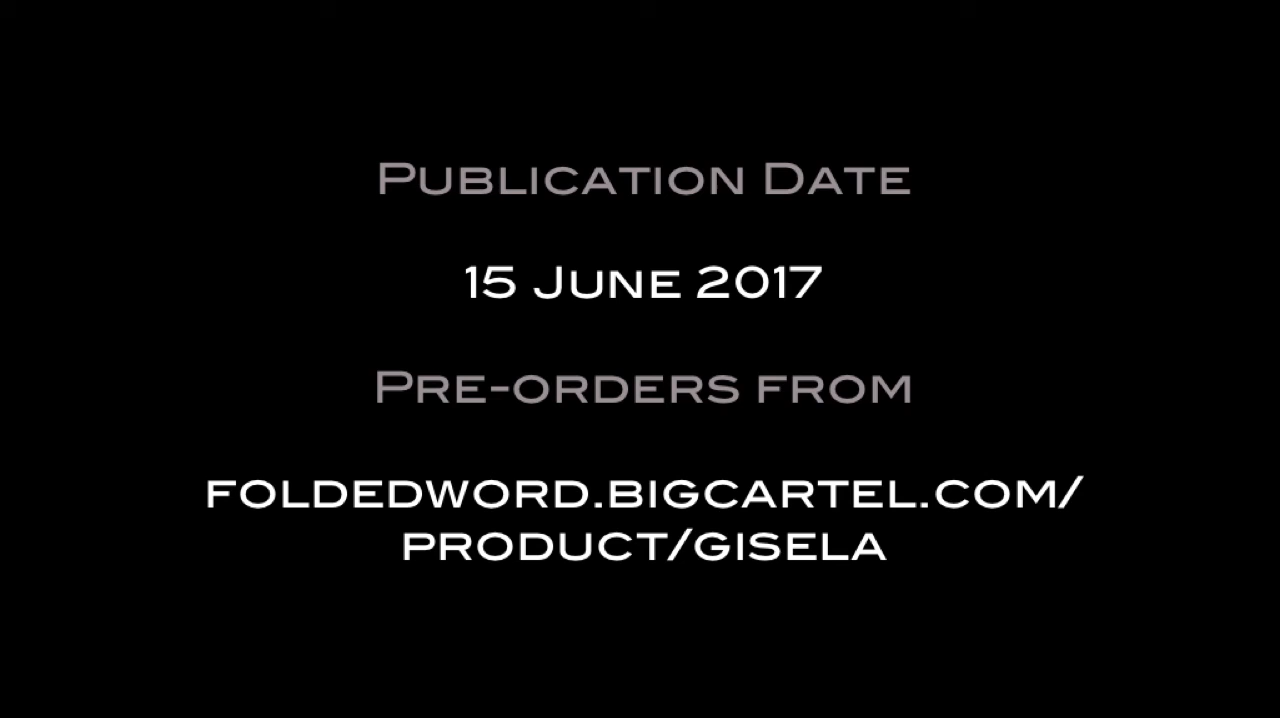 Publication Date
15 June 2017
Pre-orders from
foldedword.bigcartel.com/
product/gisela